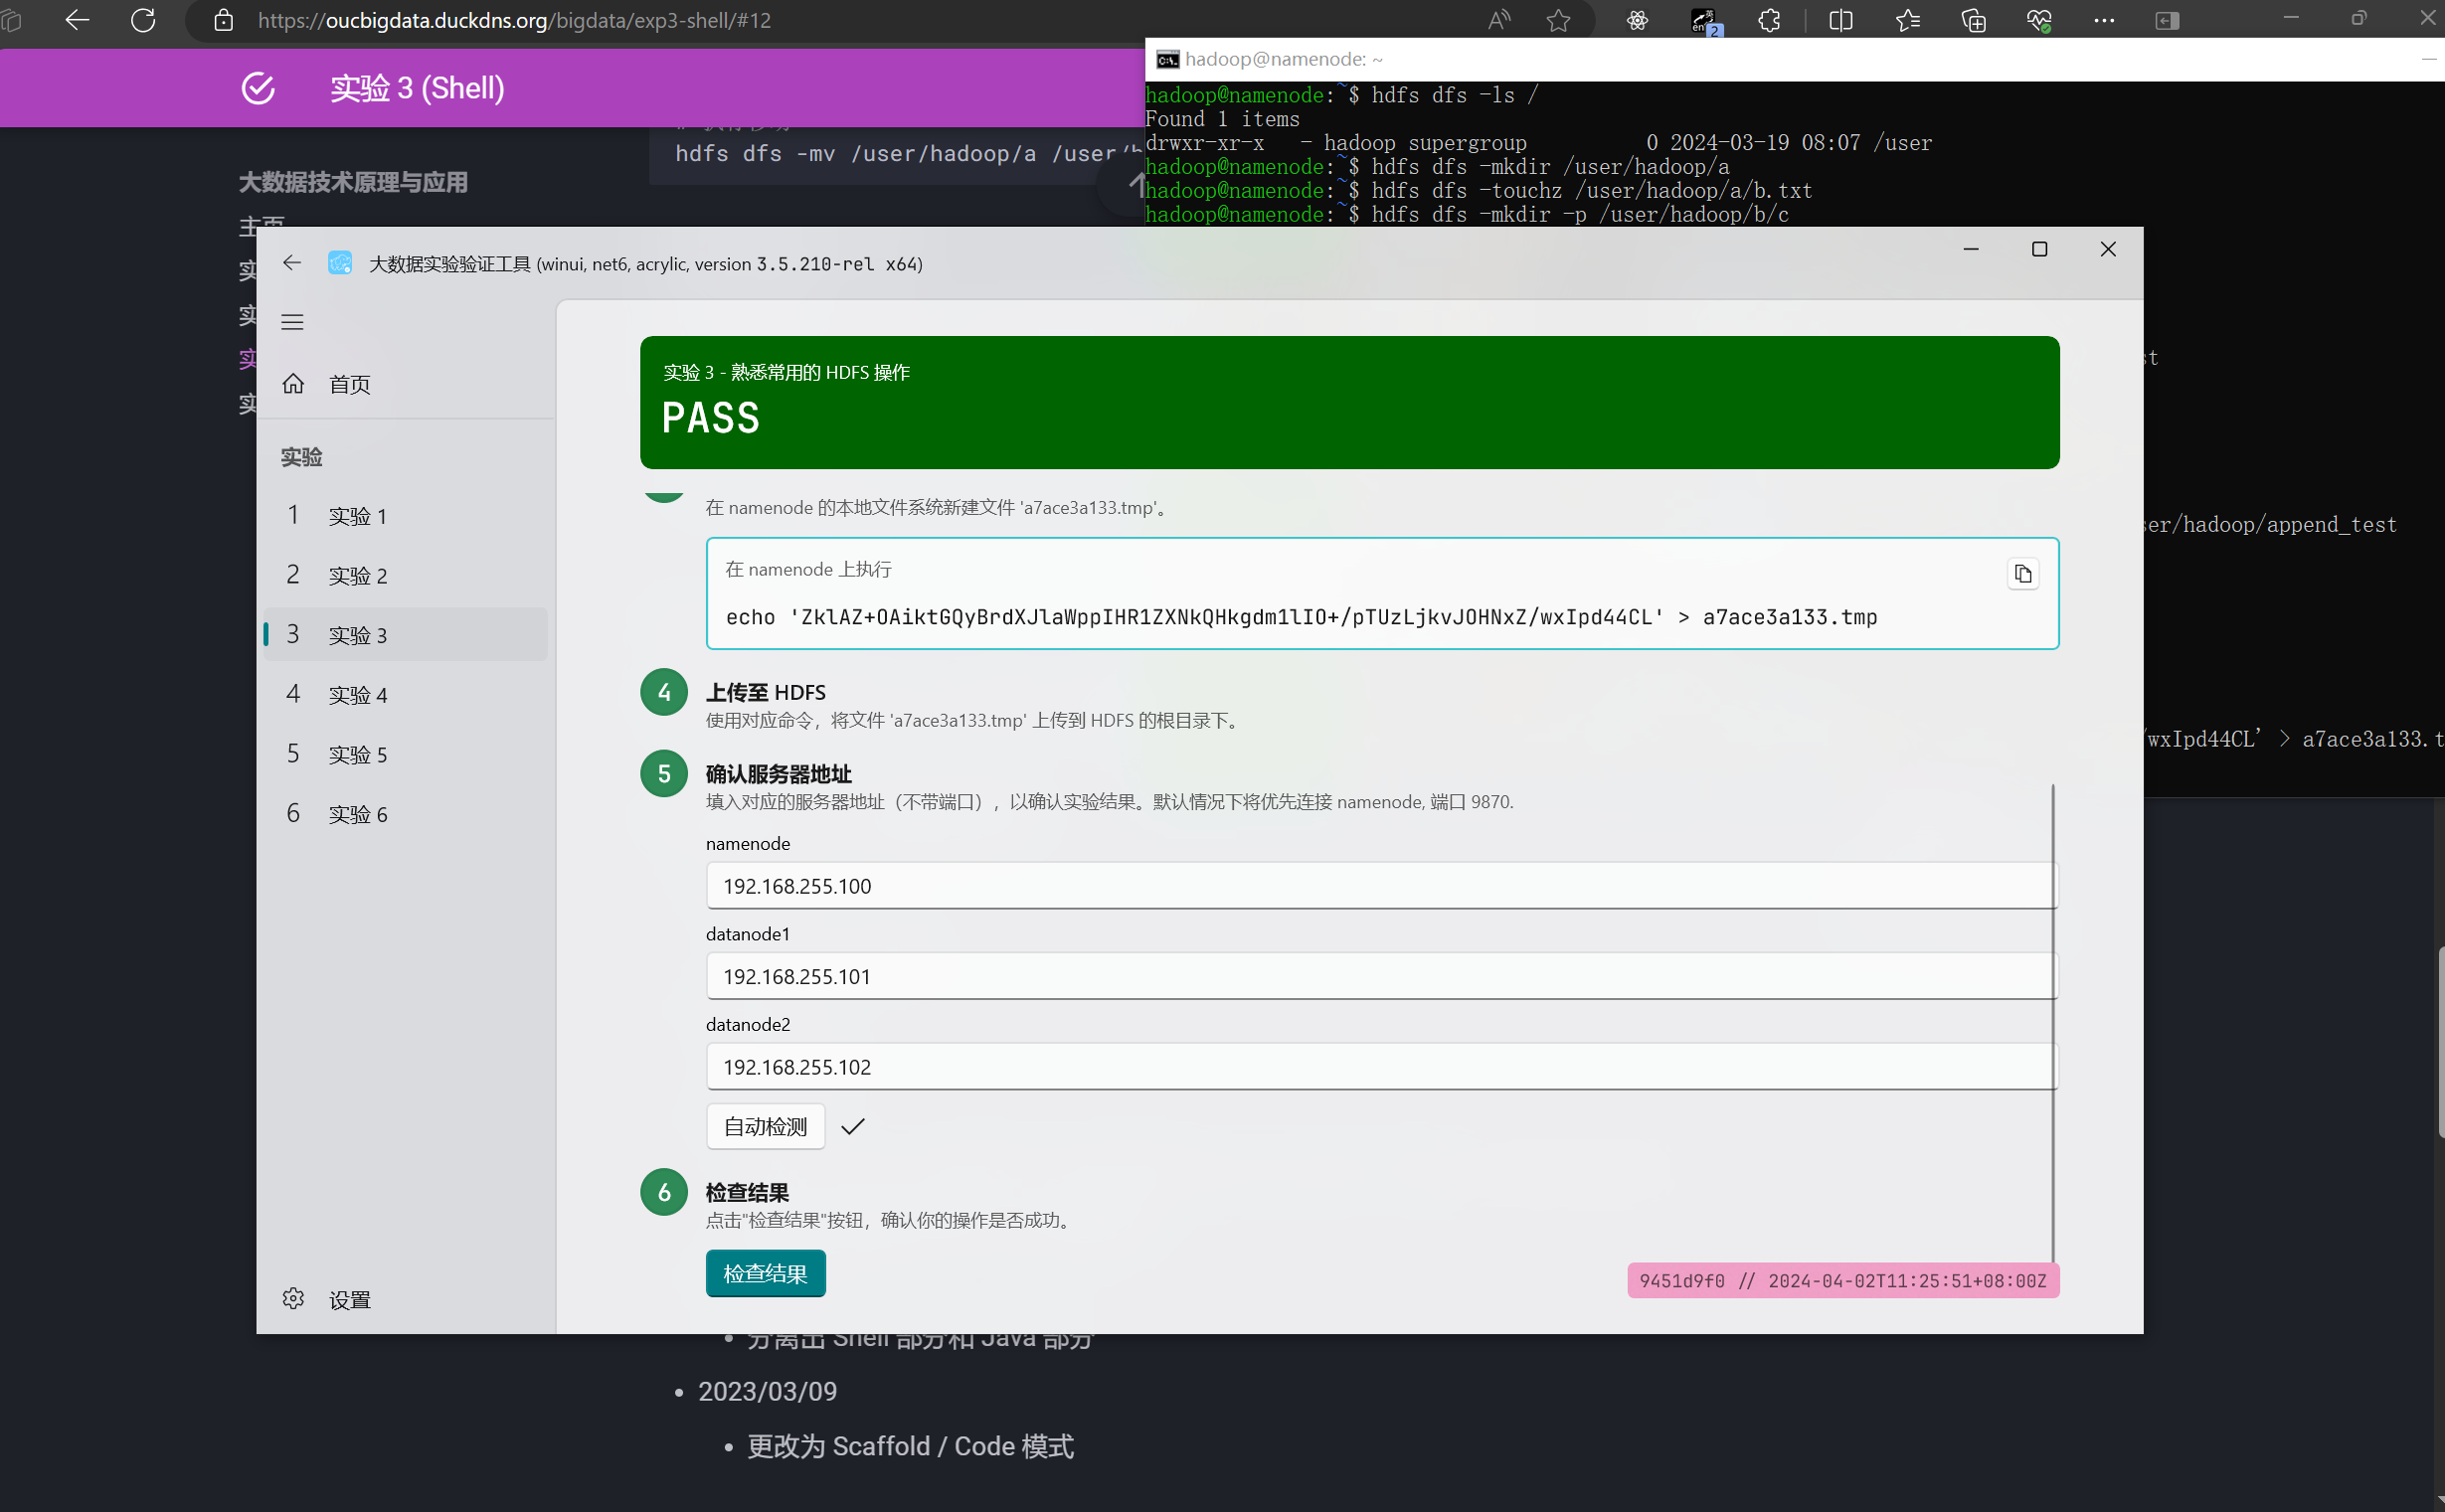 https://oucbigdata.duckdns.org/bigdata/exp3-shell/#12
en 英
2
实验 3 (Shell)
hdfs dfs -mv /user/hadoop/a /user/b
大数据技术原理与应用
主页
实
实
实
实
hadoop@namenode: ~
hadoop@namenode:~$ hdfs dfs -ls /
Found 1 items
drwxr-xr-x - hadoop supergroup 0 2024-03-19 08:07 /user
hadoop@namenode:~$ hdfs dfs -mkdir /user/hadoop/a
hadoop@namenode:~$ hdfs dfs -touchz /user/hadoop/a/b.txt
hadoop@namenode:~$ hdfs dfs -mkdir -p /user/hadoop/b/c
st
ser/hadoop/append_test
/wxIpd44CL' > a7ace3a133.t
大数据实验验证工具 (winui, net6, acrylic, version 3.5.210-rel x64)
首页
实验
1 实验 1
2 实验 2
3 实验 3
4 实验 4
5 实验 5
6 实验 6
设置
实验 3 - 熟悉常用的 HDFS 操作
PASS
在 namenode 的本地文件系统新建文件 'a7ace3a133.tmp'。
在 namenode 上执行
echo 'ZklAZ+OAiktGQyBrdXJlaWppIHR1ZXNkQHkgdm1lIO+/pTUzLjkvJOHNxZ/wxIpd44CL' > a7ace3a133.tmp
4 上传至 HDFS
使用对应命令，将文件 'a7ace3a133.tmp' 上传到 HDFS 的根目录下。
5 确认服务器地址
填入对应的服务器地址（不带端口），以确认实验结果。默认情况下将优先连接 namenode, 端口 9870.
namenode
192.168.255.100
datanode1
192.168.255.101
datanode2
192.168.255.102
自动检测
6 检查结果
点击"检查结果"按钮，确认你的操作是否成功。
检查结果
9451d9f0 // 2024-04-02T11:25:51+08:00Z
分离出 Shell 部分和 Java 部分
2023/03/09
更改为 Scaffold / Code 模式